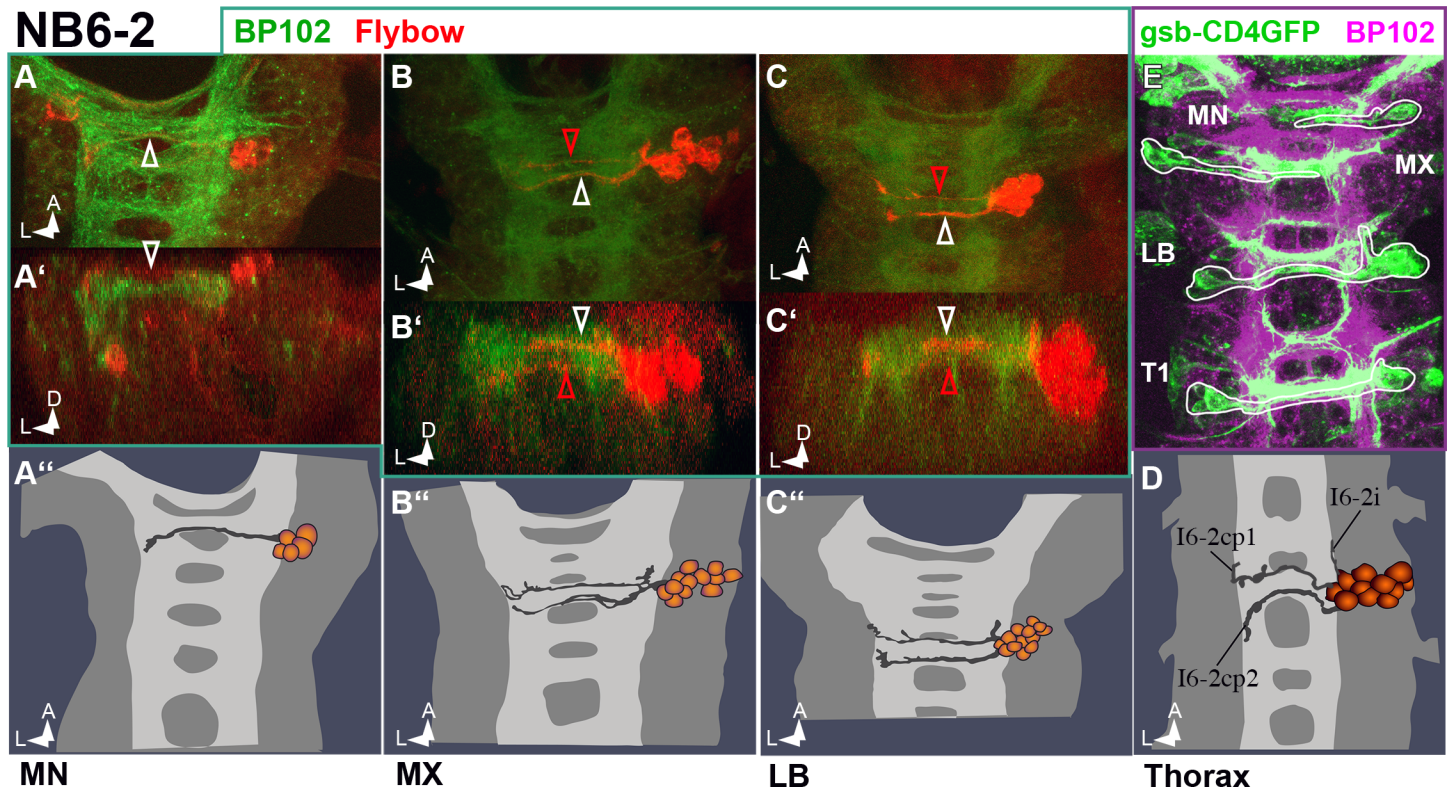 NB6-2
BP102 Flybow
gsb-CD4GFP BP102
A
A
L
A‘
D
L
B
A
L
B‘
D
L
C
A
L
C‘
D
L
E
MN
MX
LB
T1
A“
A
L
MN
B“
A
L
MX
C“
A
L
LB
D
I6-2i
I6-2cp1
I6-2cp2
A
L
Thorax